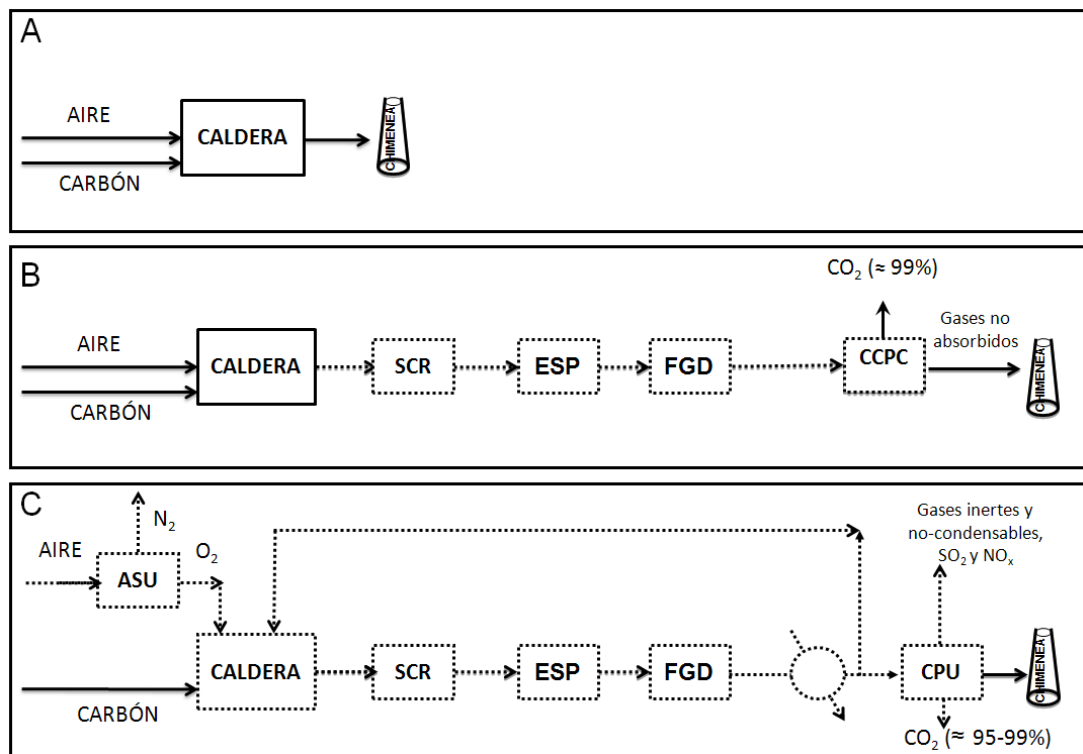 A
AIRE
CALDERA
CHIMENEA
CARBÓN
B
CO₂ (≈ 99%)
Gases no
absorbidos
AIRE
CALDERA
SCR
ESP
FGD
CCPC
CHIMENEA
CARBÓN
C
N₂
Gases inertes y
no-condensables,
SO₂ y NOₓ
AIRE
O₂
ASU
CALDERA
SCR
ESP
FGD
CPU
CHIMENEA
CARBÓN
CO₂ (≈ 95-99%)